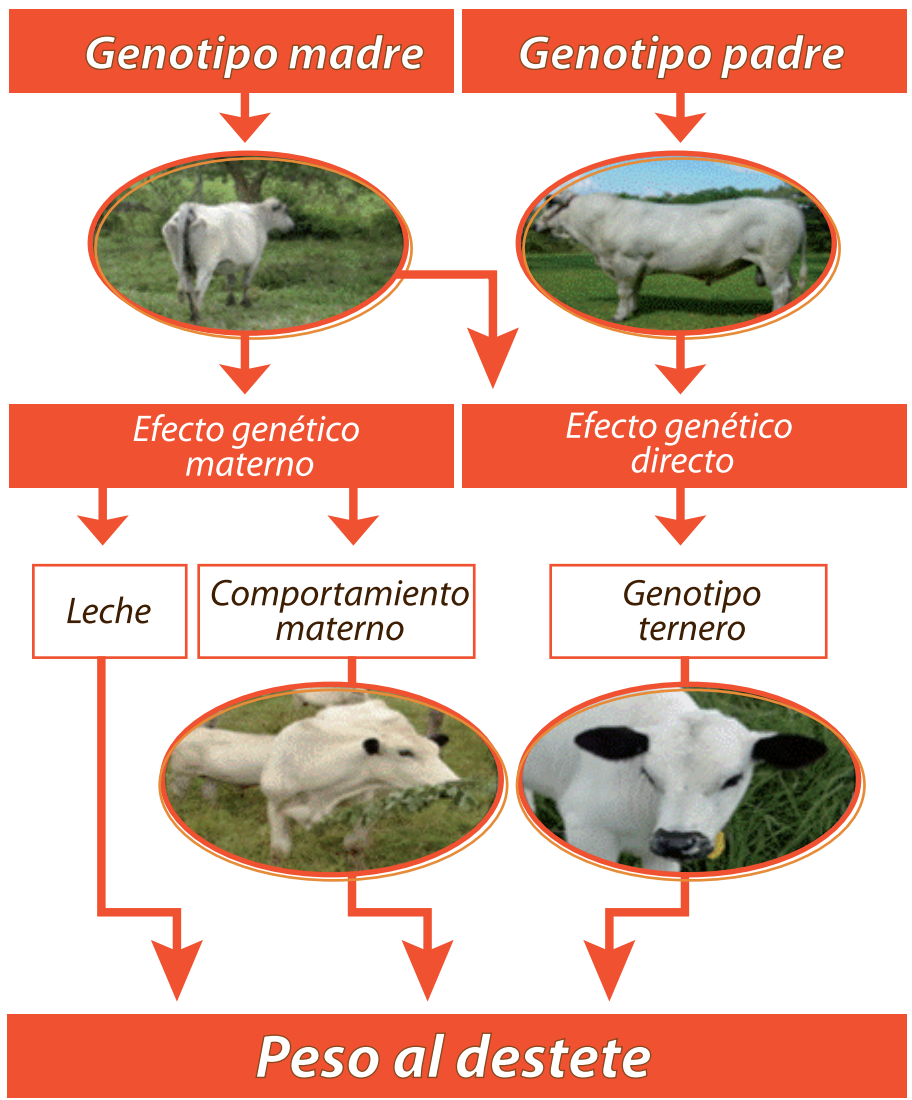 Genotipo madre
Genotipo padre
Efecto genético
materno
Efecto genético
directo
Leche
Comportamiento
materno
Genotipo
ternero
Peso al destete